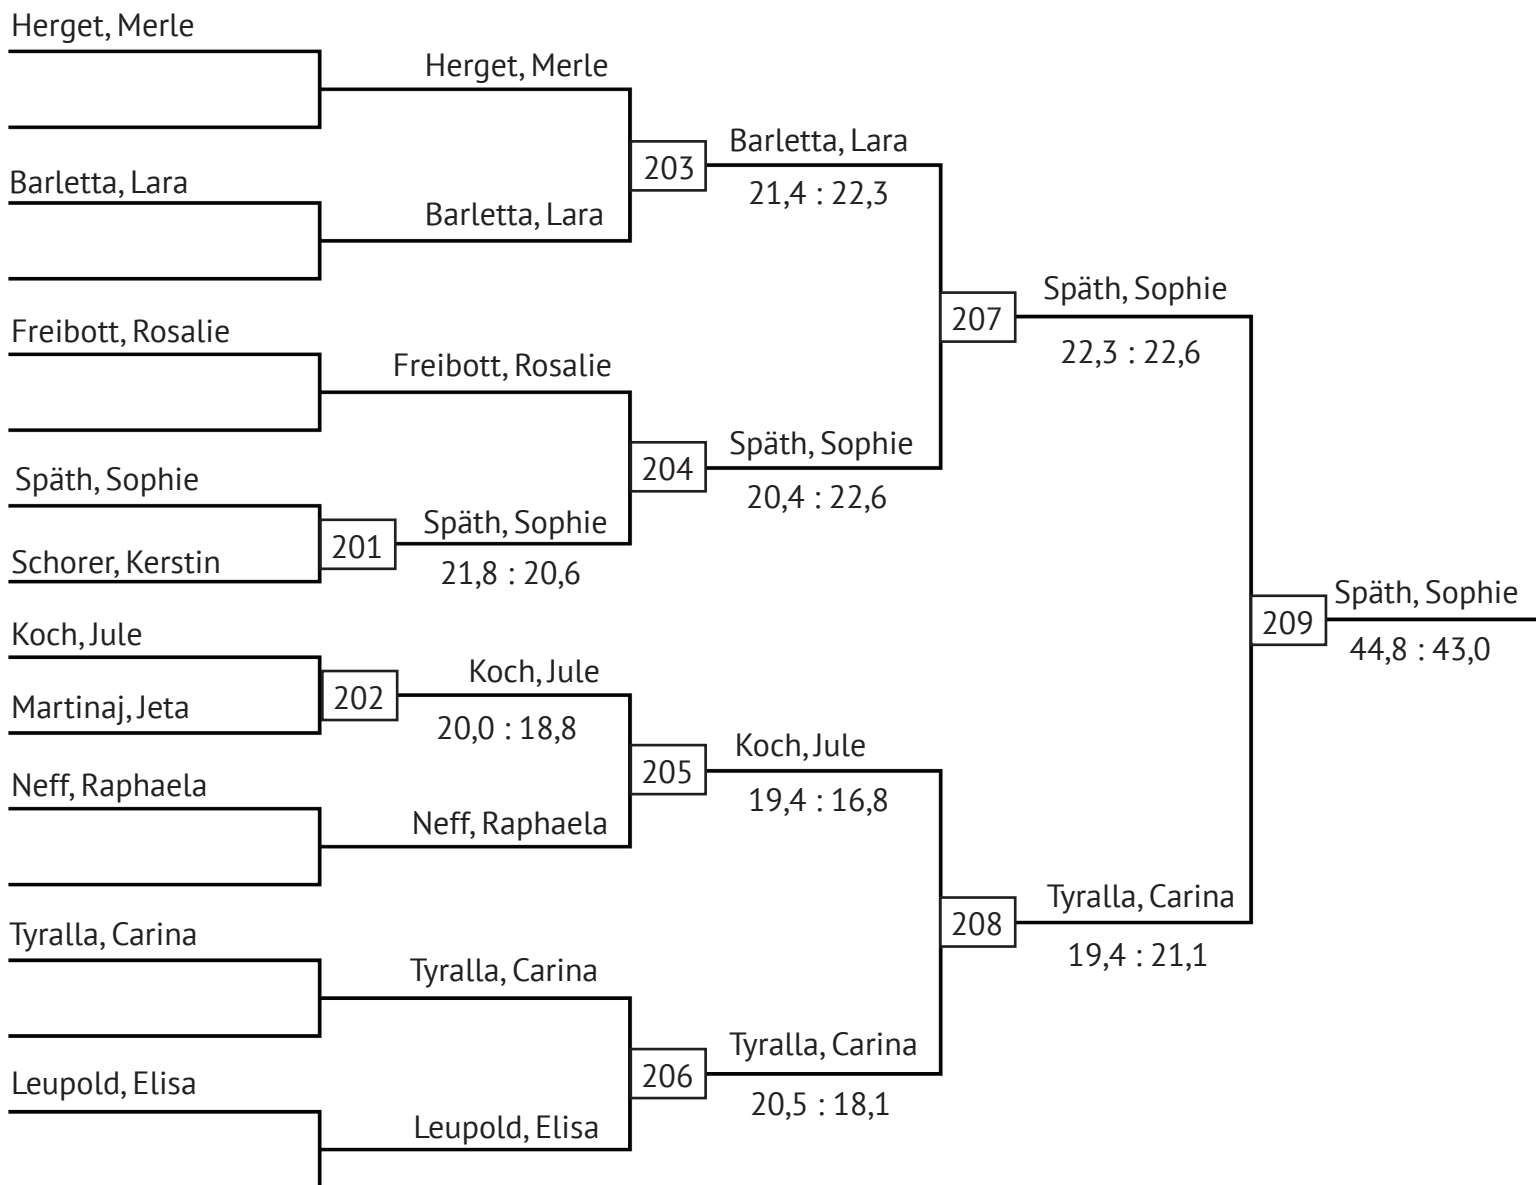 Herget, Merle
Herget, Merle
Barletta, Lara
203
21,4 : 22,3
Barletta, Lara
Barletta, Lara
Späth, Sophie
207
22,3 : 22,6
Freibott, Rosalie
Freibott, Rosalie
Späth, Sophie
204
20,4 : 22,6
Späth, Sophie
Späth, Sophie
201
Schorer, Kerstin
21,8 : 20,6
Späth, Sophie
209
44,8 : 43,0
Koch, Jule
Koch, Jule
202
Martinaj, Jeta
20,0 : 18,8
Koch, Jule
205
Neff, Raphaela
19,4 : 16,8
Neff, Raphaela
Tyralla, Carina
208
Tyralla, Carina
19,4 : 21,1
Tyralla, Carina
Tyralla, Carina
206
Leupold, Elisa
20,5 : 18,1
Leupold, Elisa